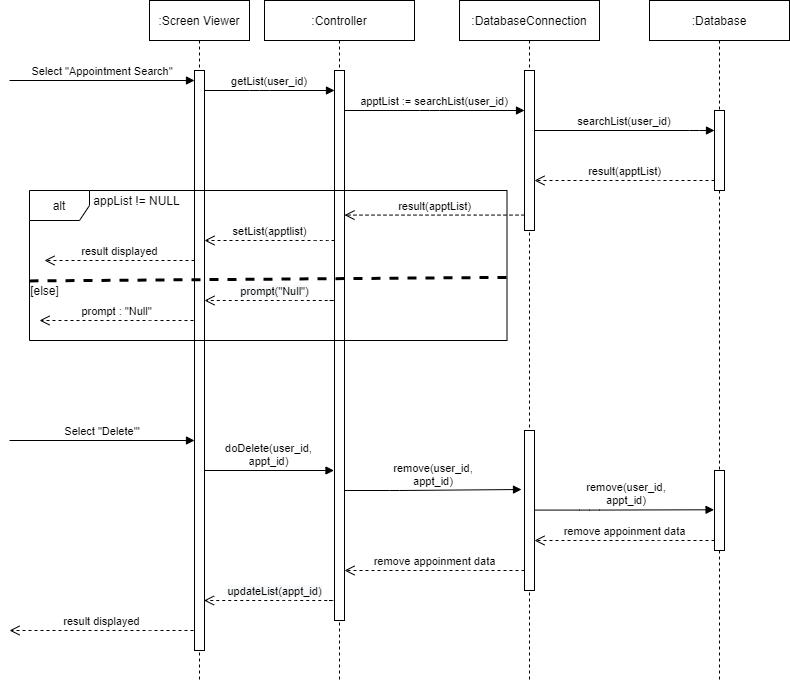 :Screen Viewer
:Controller
:DatabaseConnection
:Database
Select "Appointment Search"
getList(user_id)
apptList := searchList(user_id)
searchList(user_id)
result(apptList)
alt
appList != NULL
result(apptList)
setList(apptlist)
result displayed
[else]
prompt("Null")
prompt : "Null"
Select "Delete'"
doDelete(user_id,
appt_id)
remove(user_id,
appt_id)
remove(user_id,
appt_id)
remove appoinment data
remove appoinment data
updateList(appt_id)
result displayed